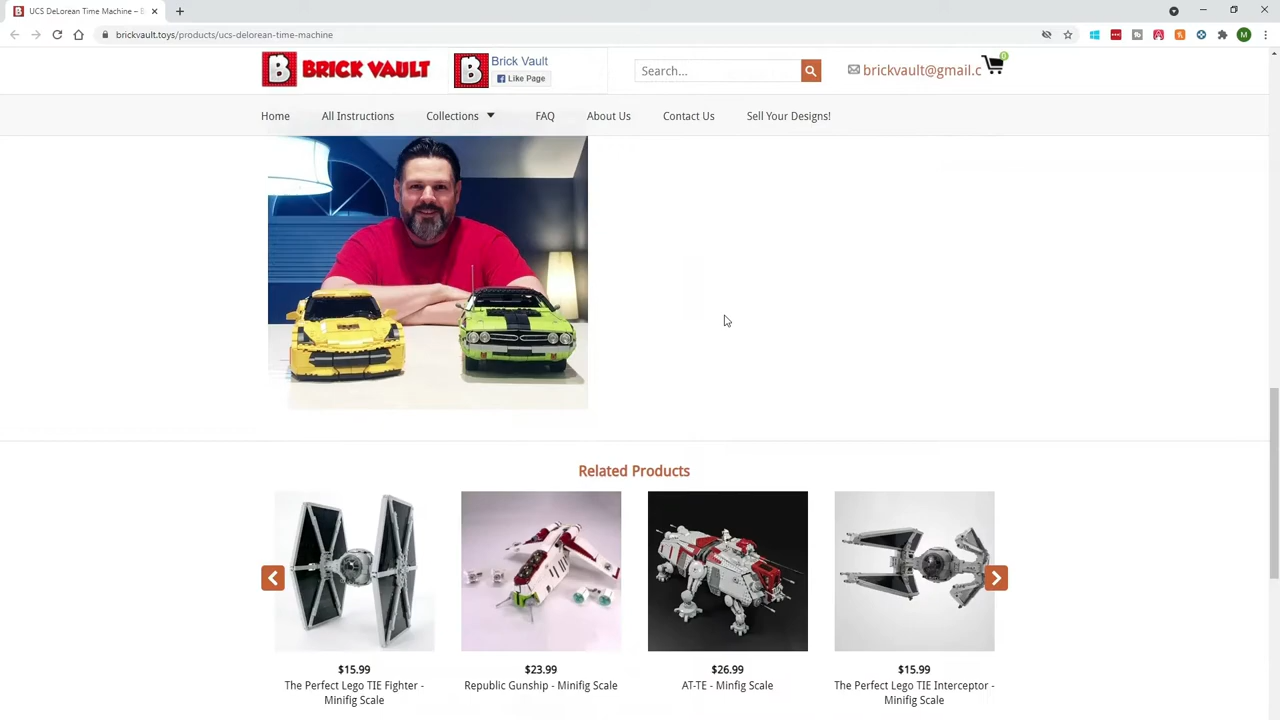 UCS DeLorean Time Machine – B
brickvault.toys/products/ucs-delorean-time-machine
M
B BRICK VAULT
B Brick Vault
Like Page
Search...
brickvault@gmail.c
0
Home
All Instructions
Collections
FAQ
About Us
Contact Us
Sell Your Designs!
Related Products
$15.99
The Perfect Lego TIE Fighter -
Minifig Scale
$23.99
Republic Gunship - Minifig Scale
$26.99
AT-TE - Minfig Scale
$15.99
The Perfect Lego TIE Interceptor -
Minifig Scale